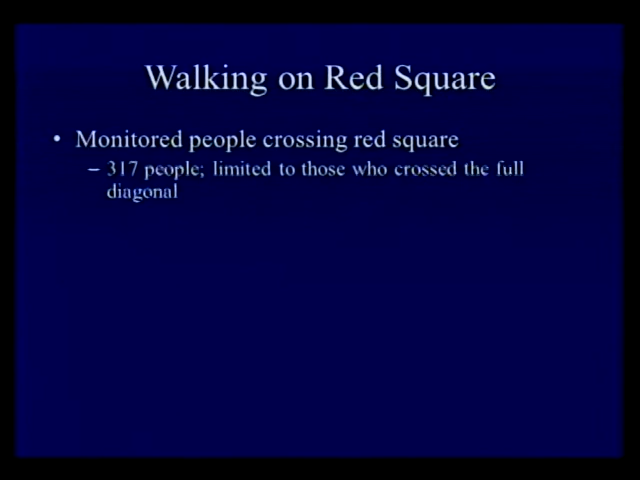 Walking on Red Square
• Monitored people crossing red square
– 317 people; limited to those who crossed the full
diagonal